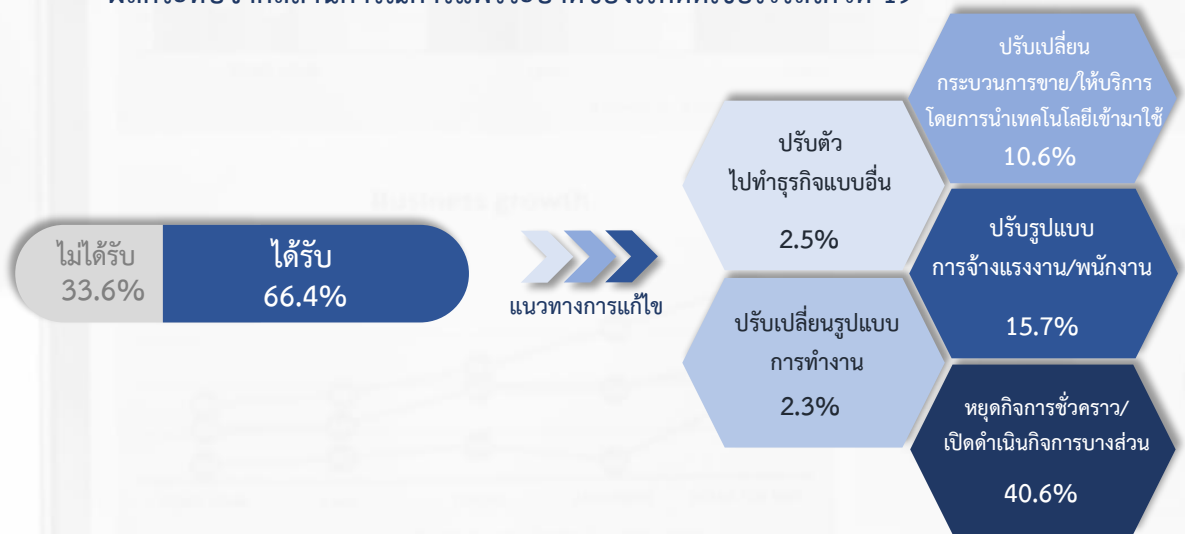 ไม่ได้รับ
33.6%
ได้รับ
66.4%
แนวทางการแก้ไข
ปรับตัว
ไปทำธุรกิจแบบอื่น
2.5%
ปรับเปลี่ยนรูปแบบ
การทำงาน
2.3%
ปรับเปลี่ยน
กระบวนการขาย/ให้บริการ
โดยการนำเทคโนโลยีเข้ามาใช้
10.6%
ปรับรูปแบบ
การจ้างแรงงาน/พนักงาน
15.7%
หยุดกิจการชั่วคราว/
เปิดดำเนินกิจการบางส่วน
40.6%
Business growth